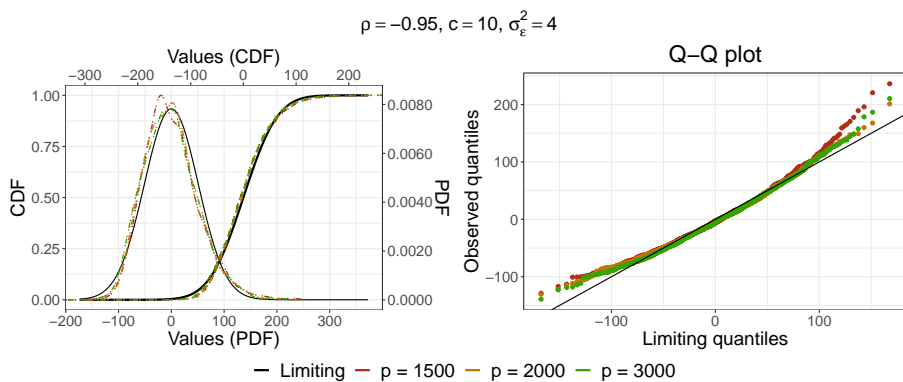 ρ = −0.95, c = 10, σ²ε = 4
Values (CDF)
−300 −200 −100 0 100 200
1.00
0.75
0.50
0.25
0.00
CDF
0.0080
0.0060
0.0040
0.0020
0.0000
PDF
−200 −100 0 100 200 300
Values (PDF)
Q−Q plot
200
100
0
−100
Observed quantiles
−100 0 100
Limiting quantiles
Limiting p = 1500 p = 2000 p = 3000